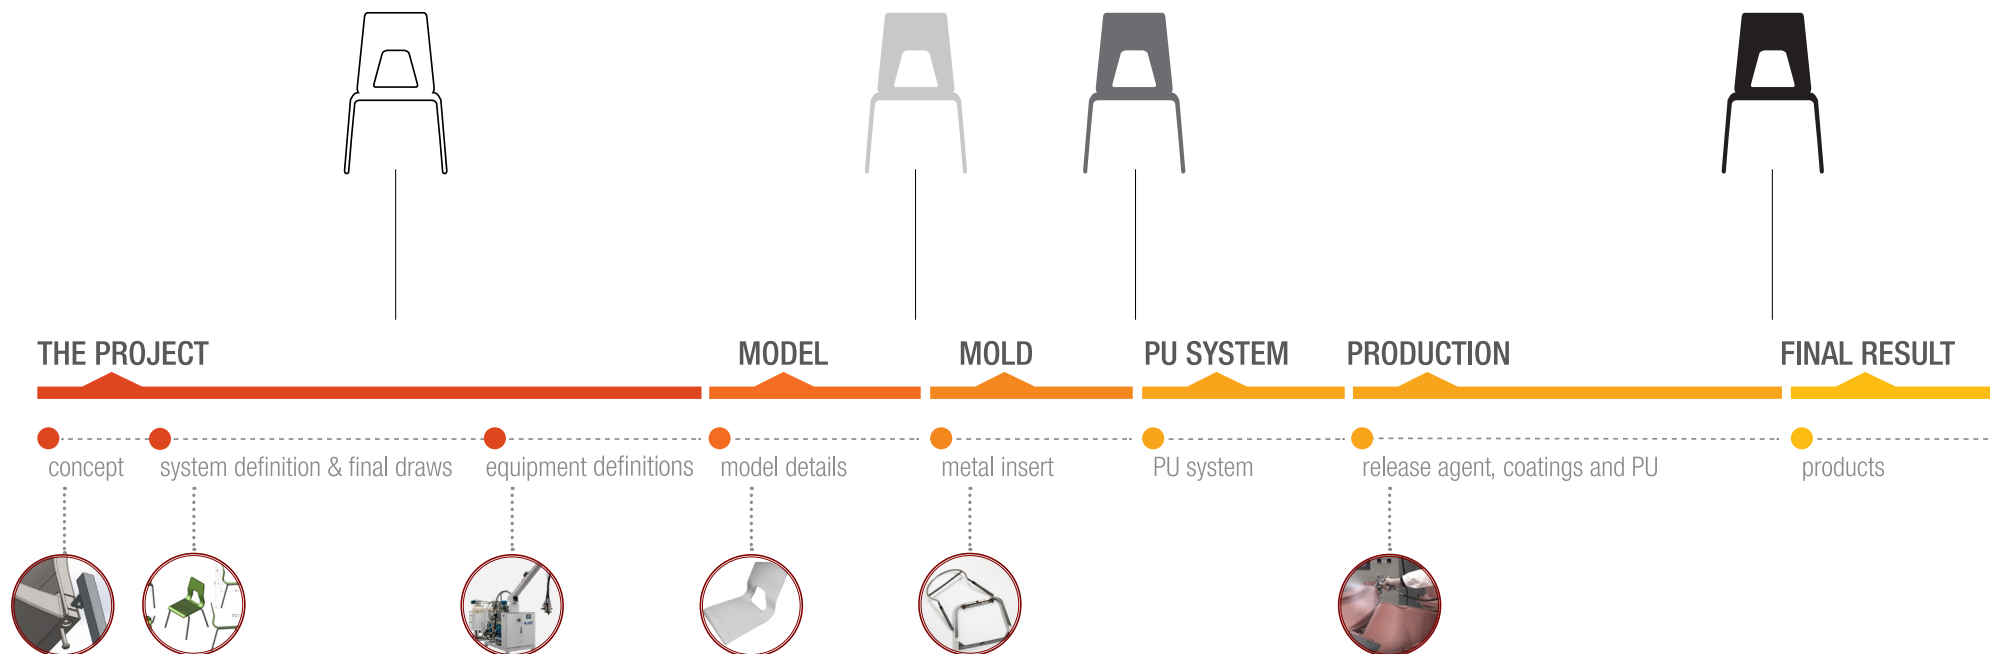 THE PROJECT
MODEL
MOLD
PU SYSTEM
PRODUCTION
FINAL RESULT
concept
system definition & final draws
equipment definitions
model details
metal insert
PU system
release agent, coatings and PU
products